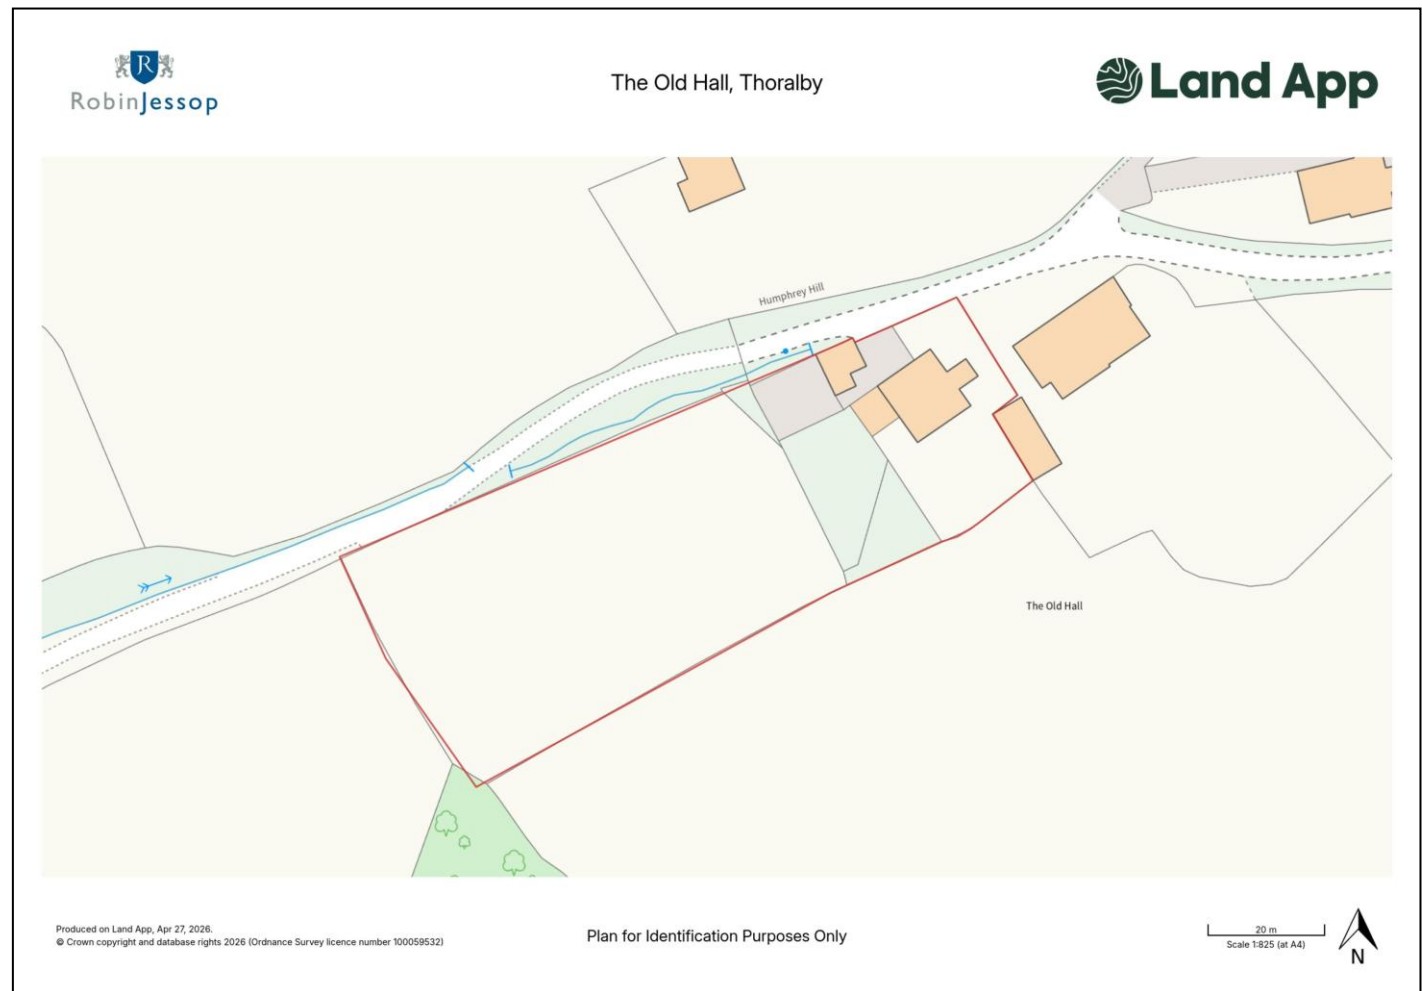 R
RobinJessop
The Old Hall, Thoralby
Land App
Humphrey Hill
The Old Hall
Produced on Land App, Apr 27, 2026.
© Crown copyright and database rights 2026 (Ordnance Survey licence number 100059532)
Plan for Identification Purposes Only
20 m
Scale 1:825 (at A4)
N